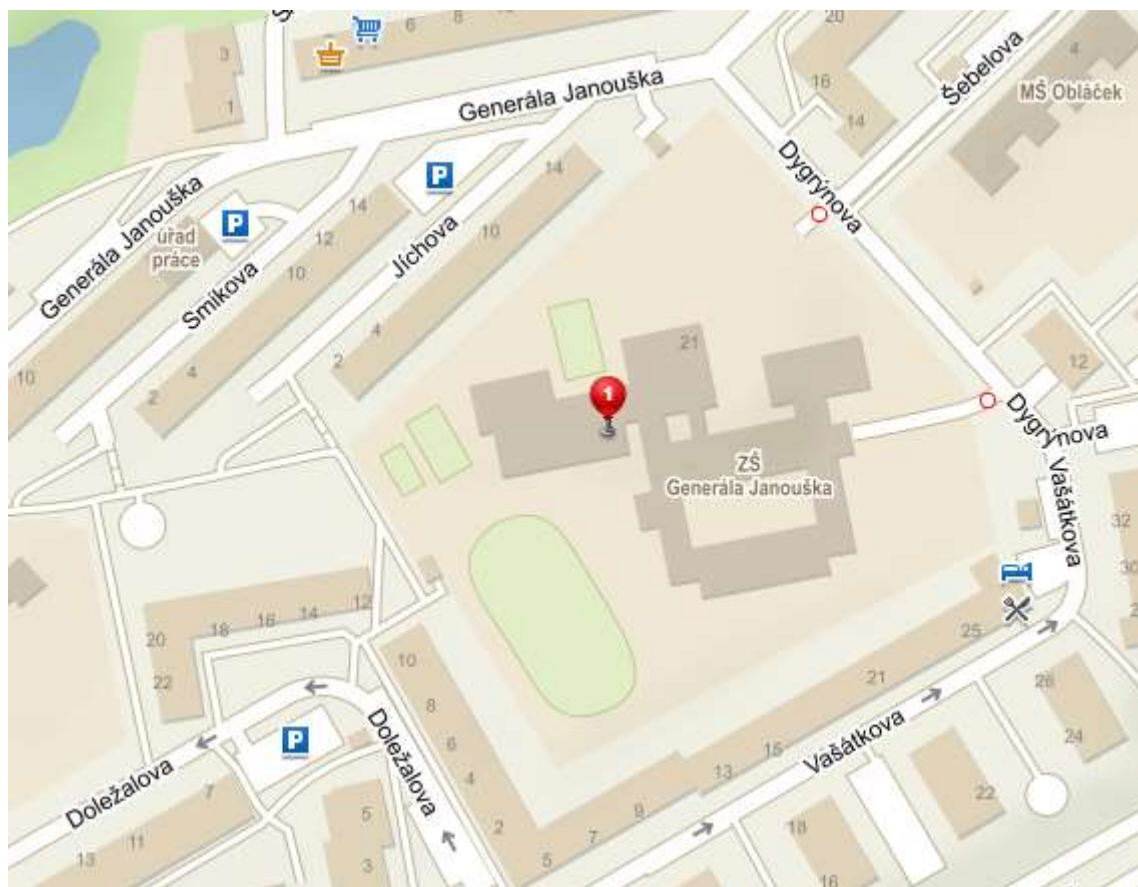 S
6
8
20
3
1
Generála Janouška
16
14
Šebelova
4
MŠ Obláček
P
14
Dygrýnova
Generála Janouška
P
úřad
práce
14
12
10
Jíchova
10
Smikova
4
2
10
4
2
21
1
12
Dygrýnova
ZŠ
Generála Janouška
Vašátkova
32
30
2
20
18
16
14
12
22
10
8
6
4
2
25
21
26
24
P
Doležalova
Doležalova
Vašátkova
15
13
9
7
5
22
7
11
13
5
3
18
16